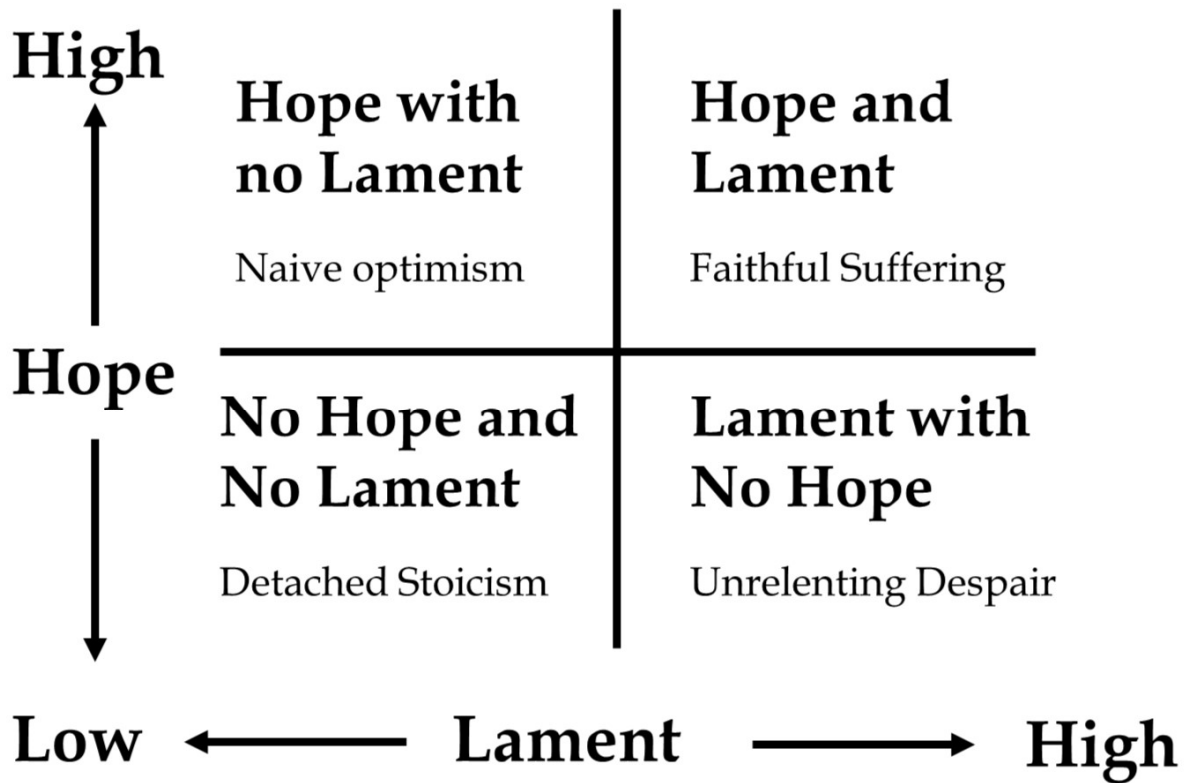 High
Hope with
no Lament
Naive optimism
Hope and
Lament
Faithful Suffering
Hope
No Hope and
No Lament
Detached Stoicism
Lament with
No Hope
Unrelenting Despair
Low
Lament
High